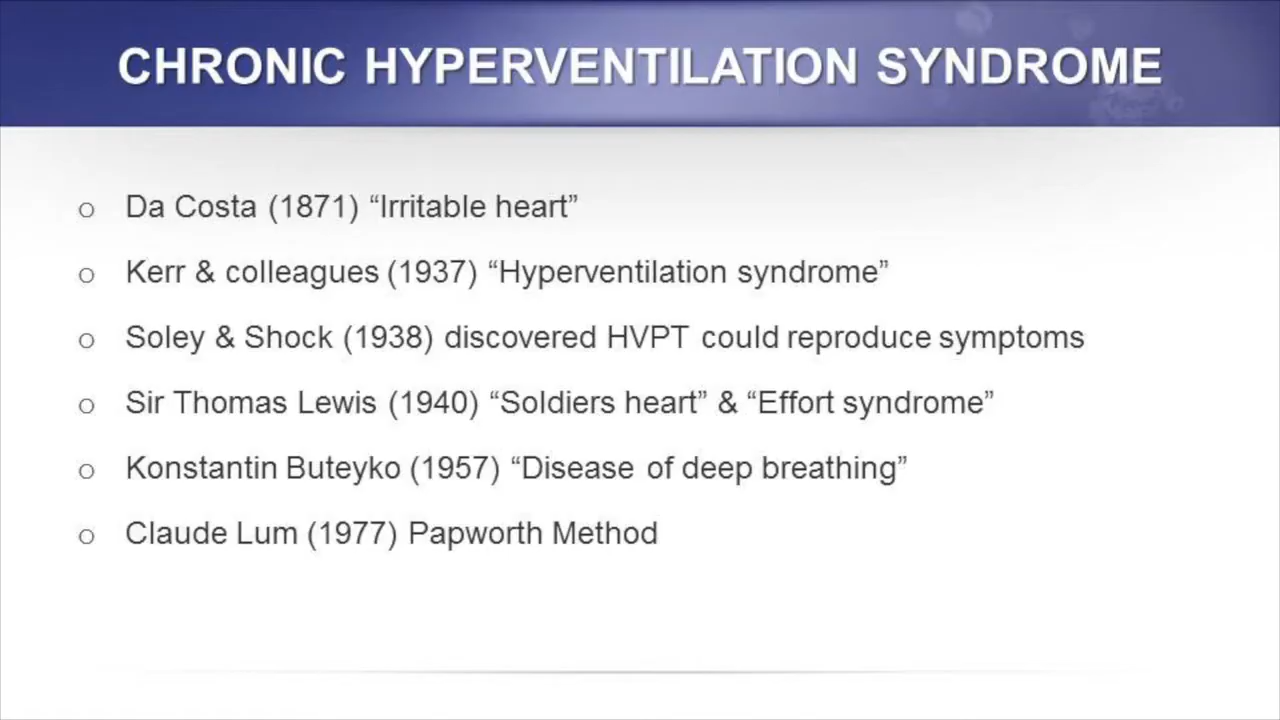 CHRONIC HYPERVENTILATION SYNDROME
o Da Costa (1871) “Irritable heart”
o Kerr & colleagues (1937) “Hyperventilation syndrome”
o Soley & Shock (1938) discovered HVPT could reproduce symptoms
o Sir Thomas Lewis (1940) “Soldiers heart” & “Effort syndrome”
o Konstantin Buteyko (1957) “Disease of deep breathing”
o Claude Lum (1977) Papworth Method